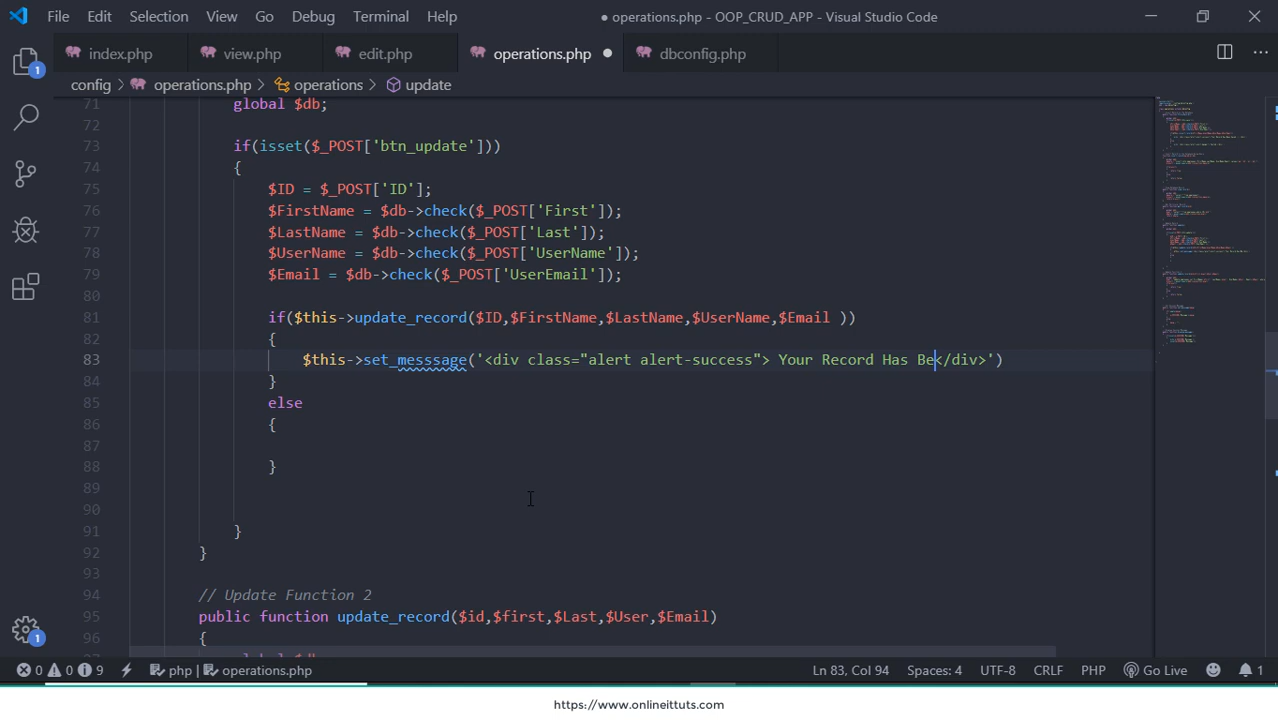 File Edit Selection View Go Debug Terminal Help
● operations.php - OOP_CRUD_APP - Visual Studio Code
index.php view.php edit.php operations.php ● dbconfig.php
config > operations.php > operations > update
71 global $db;
72
73 if(isset($_POST['btn_update']))
74 {
75 $ID = $_POST['ID'];
76 $FirstName = $db->check($_POST['First']);
77 $LastName = $db->check($_POST['Last']);
78 $UserName = $db->check($_POST['UserName']);
79 $Email = $db->check($_POST['UserEmail']);
80
81 if($this->update_record($ID,$FirstName,$LastName,$UserName,$Email ))
82 {
83 $this->set_messsage('<div class="alert alert-success"> Your Record Has Be</div>')
84 }
85 else
86 {
87
88 }
89
90
91 }
92 }
93
94 // Update Function 2
95 public function update_record($id,$first,$Last,$User,$Email)
96 {
1
1
0 0 9 php | operations.php Ln 83, Col 94 Spaces: 4 UTF-8 CRLF PHP Go Live 1
https://www.onlineittuts.com